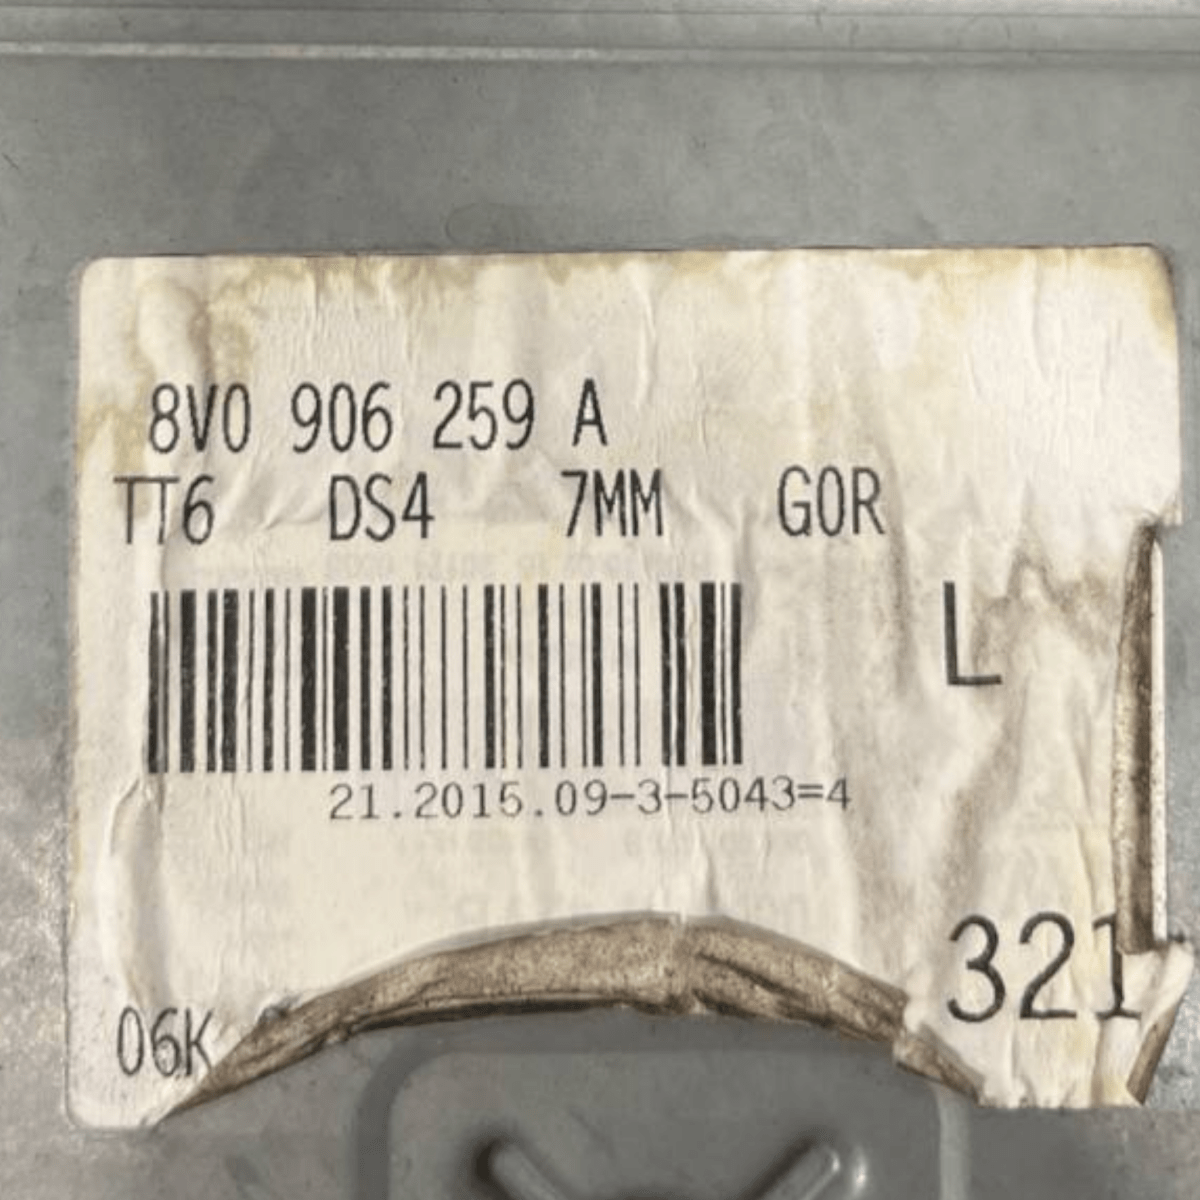 8V0 906 259 A
TT6 DS4 7MM G0R
L
21.2015.09-3-5043=4
321
06K